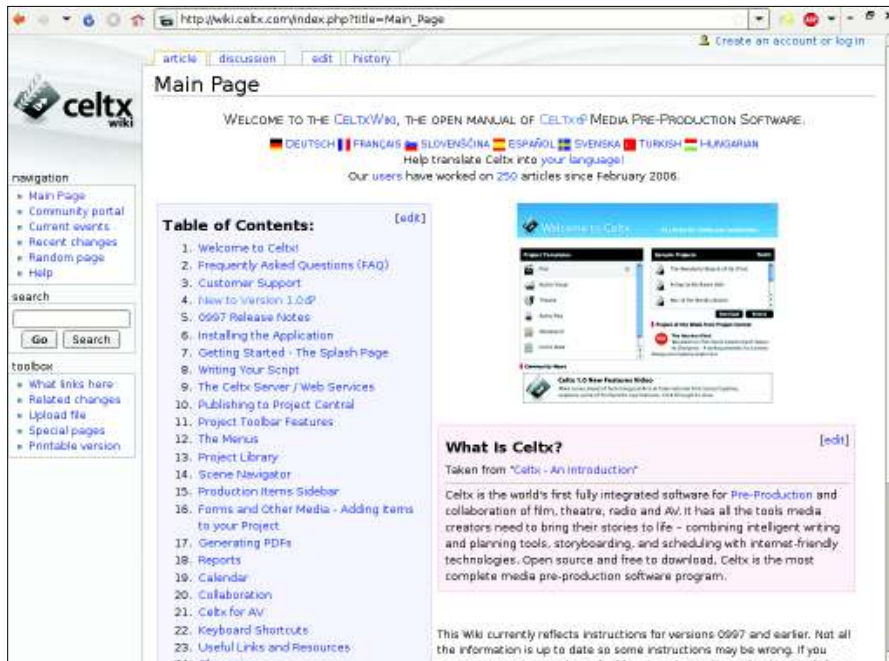 http://wiki.celtx.com/index.php?title=Main_Page
Create an account or log in
article discussion edit history
celtx
wiki
Main Page
WELCOME TO THE CELTXWIKI, THE OPEN MANUAL OF CELTX MEDIA PRE-PRODUCTION SOFTWARE.
DEUTSCH FRANÇAIS SLOVENŠČINA ESPAÑOL SVENSKA TURKISH HUNGARIAN
Help translate Celtx into your language!
Our users have worked on 250 articles since February 2006.
navigation
Main Page
Community portal
Current events
Recent changes
Random page
Help
search
Go Search
toolbox
What links here
Related changes
Upload file
Special pages
Printable version
Table of Contents: [edit]
1. Welcome to Celtx!
2. Frequently Asked Questions (FAQ)
3. Customer Support
4. New to Version 1.0
5. 0997 Release Notes
6. Installing the Application
7. Getting Started - The Splash Page
8. Writing Your Script
9. The Celtx Server / Web Services
10. Publishing to Project Central
11. Project Toolbar Features
12. The Menus
13. Project Library
14. Scene Navigator
15. Production Items Sidebar
16. Forms and Other Media - Adding Items
to your Project
17. Generating PDFs
18. Reports
19. Calendar
20. Collaboration
21. Celtx for AV
22. Keyboard Shortcuts
23. Useful Links and Resources
Welcome to Celtx
Project Templates
Sample Projects
Film
Audio Visual
Theatre
Celtx 1.0 New Features Video
What Is Celtx? [edit]
Taken from "Celtx - An Introduction"
Celtx is the world's first fully integrated software for Pre-Production and
collaboration of film, theatre, radio and AV. It has all the tools media
creators need to bring their stories to life – combining intelligent writing
and planning tools, storyboarding, and scheduling with internet-friendly
technologies. Open source and free to download, Celtx is the most
complete media pre-production software program.
This Wiki currently reflects instructions for versions 0997 and earlier. Not all
the information is up to date so some instructions may be wrong. If you